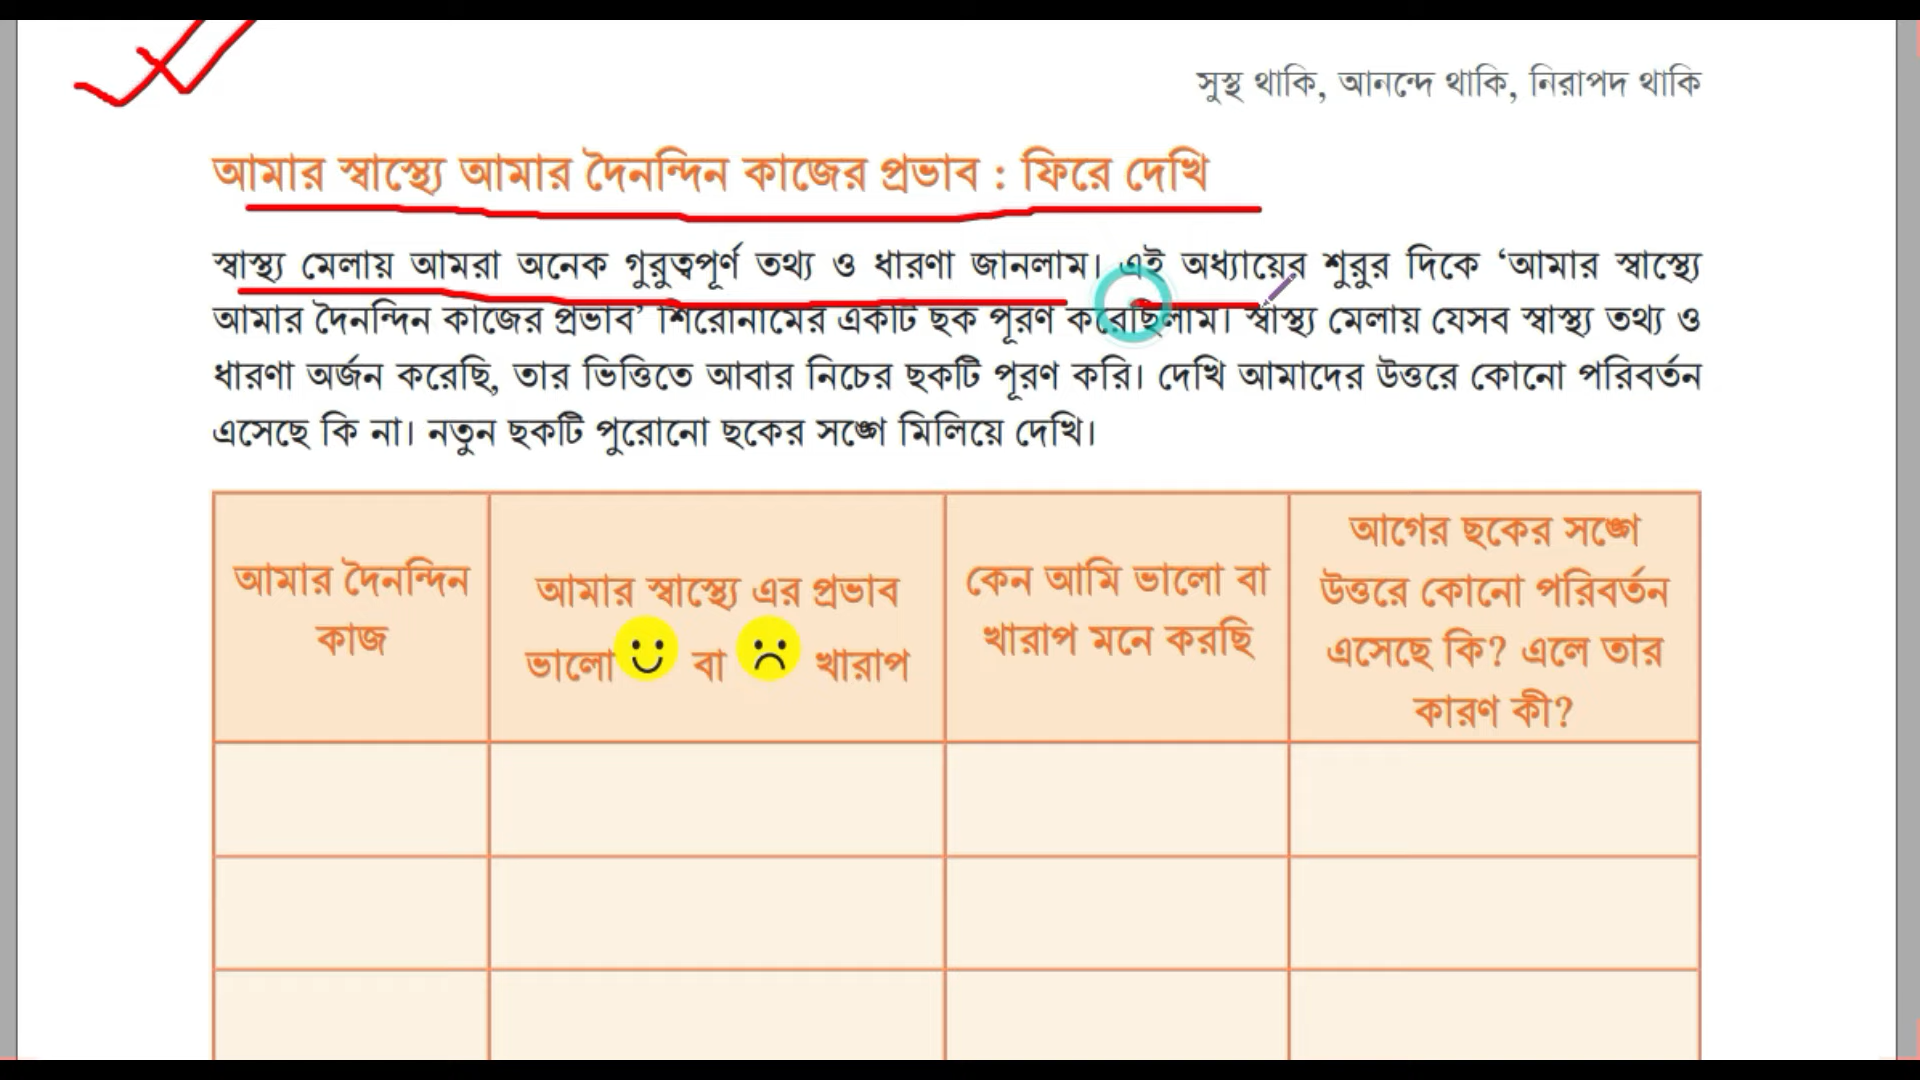 সুস্থ থাকি, আনন্দে থাকি, নিরাপদ থাকি
আমার স্বাস্থ্যে আমার দৈনন্দিন কাজের প্রভাব : ফিরে দেখি
স্বাস্থ্য মেলায় আমরা অনেক গুরুত্বপূর্ণ তথ্য ও ধারণা জানলাম। এই অধ্যায়ের শুরুর দিকে ‘আমার স্বাস্থ্যে
আমার দৈনন্দিন কাজের প্রভাব’ শিরোনামের একটি ছক পূরণ করেছিলাম। স্বাস্থ্য মেলায় যেসব স্বাস্থ্য তথ্য ও
ধারণা অর্জন করেছি, তার ভিত্তিতে আবার নিচের ছকটি পূরণ করি। দেখি আমাদের উত্তরে কোনো পরিবর্তন
এসেছে কি না। নতুন ছকটি পুরোনো ছকের সঙ্গে মিলিয়ে দেখি।
আমার দৈনন্দিন
কাজ
আমার স্বাস্থ্যে এর প্রভাব
ভালো বা খারাপ
কেন আমি ভালো বা
খারাপ মনে করছি
আগের ছকের সঙ্গে
উত্তরে কোনো পরিবর্তন
এসেছে কি? এলে তার
কারণ কী?